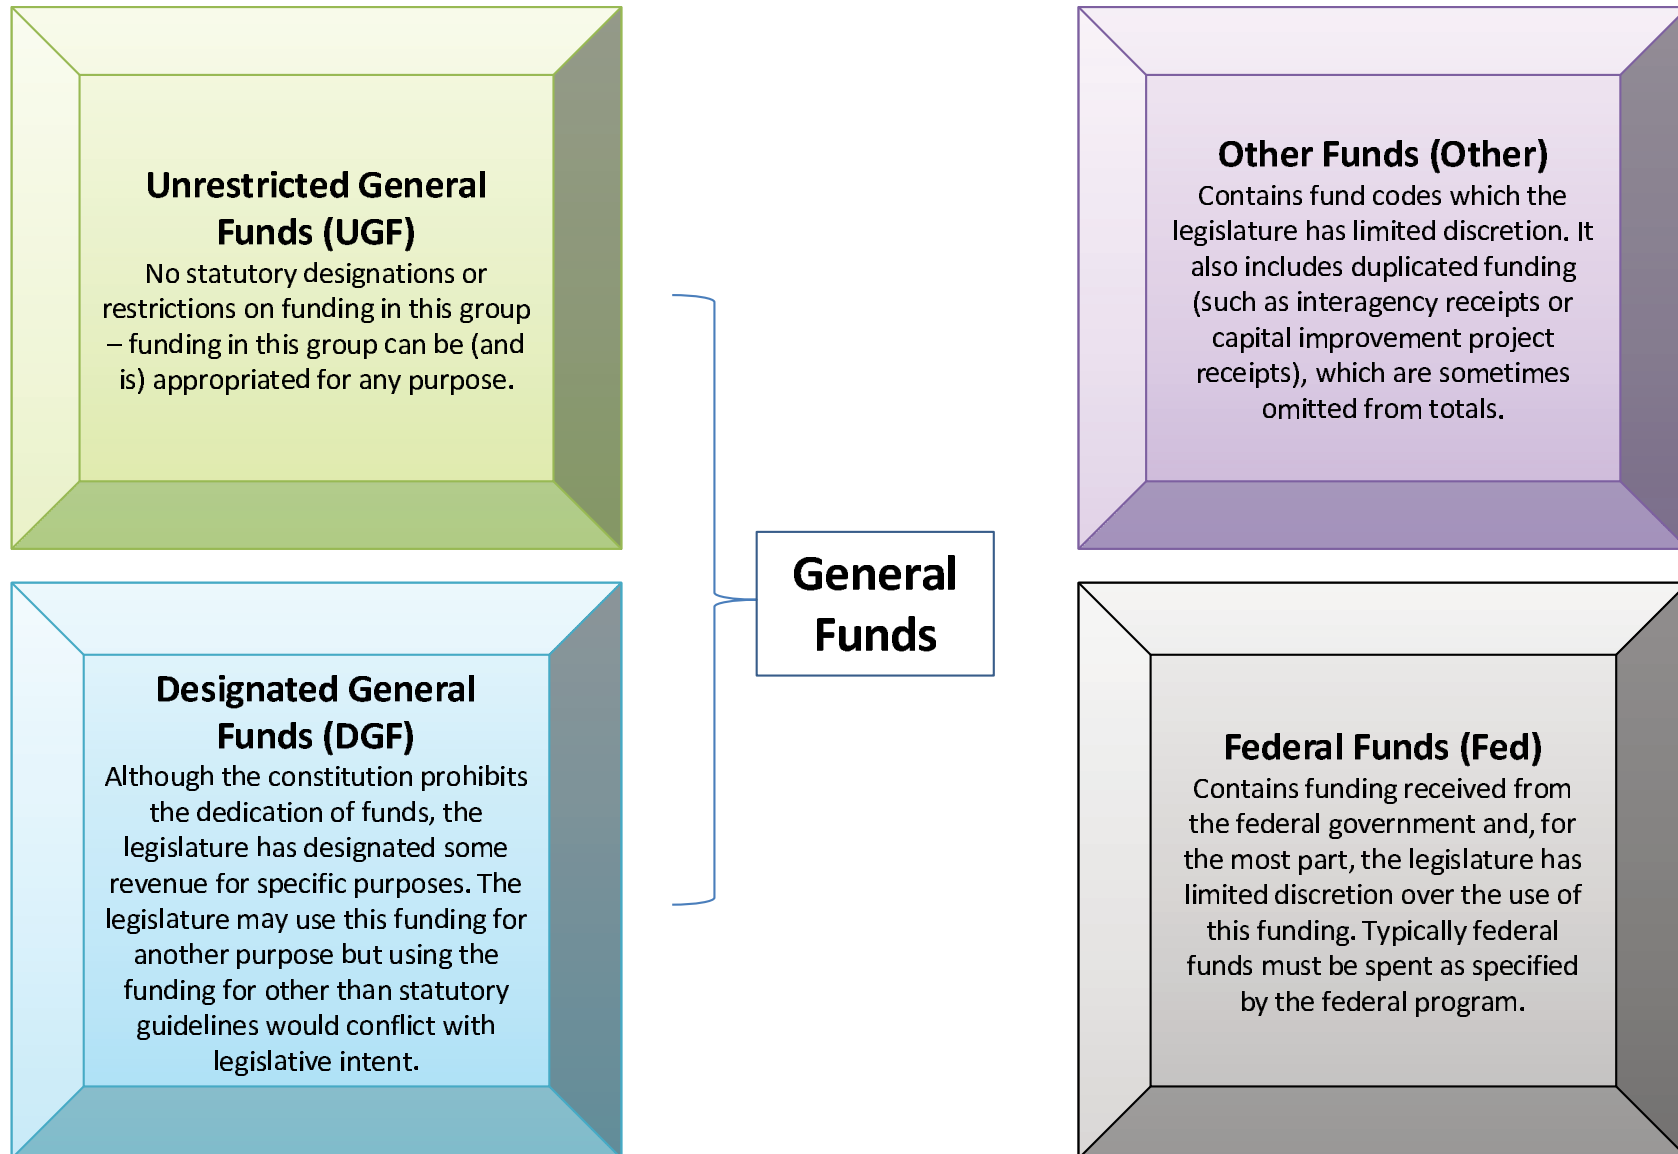 Unrestricted General
Funds (UGF)
No statutory designations or
restrictions on funding in this group
– funding in this group can be (and
is) appropriated for any purpose.
Designated General
Funds (DGF)
Although the constitution prohibits
the dedication of funds, the
legislature has designated some
revenue for specific purposes. The
legislature may use this funding for
another purpose but using the
funding for other than statutory
guidelines would conflict with
legislative intent.
General
Funds
Other Funds (Other)
Contains fund codes which the
legislature has limited discretion. It
also includes duplicated funding
(such as interagency receipts or
capital improvement project
receipts), which are sometimes
omitted from totals.
Federal Funds (Fed)
Contains funding received from
the federal government and, for
the most part, the legislature has
limited discretion over the use of
this funding. Typically federal
funds must be spent as specified
by the federal program.